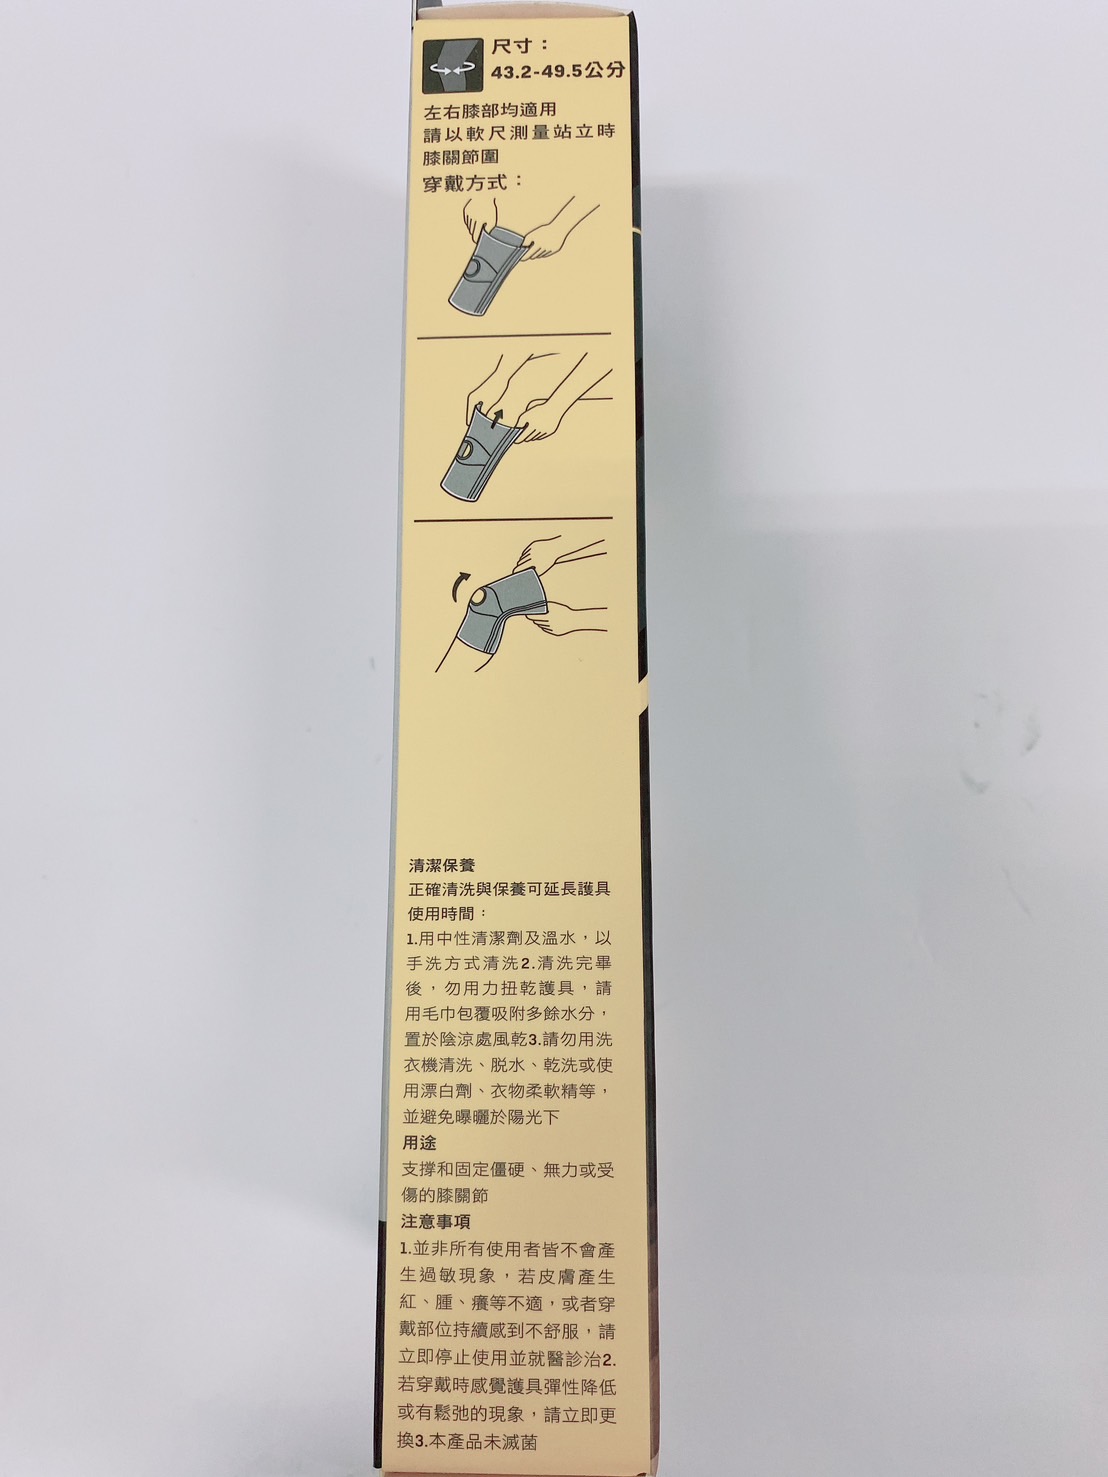 尺寸：
43.2-49.5公分
左右膝部均適用
請以軟尺測量站立時
膝關節圍
穿戴方式：
清潔保養
正確清洗與保養可延長護具
使用時間：
1.用中性清潔劑及溫水，以
手洗方式清洗2.清洗完畢
後，勿用力扭乾護具，請
用毛巾包覆吸附多餘水分，
置於陰涼處風乾3.請勿用洗
衣機清洗、脱水、乾洗或使
用漂白劑、衣物柔軟精等，
並避免曝曬於陽光下
用途
支撐和固定僵硬、無力或受
傷的膝關節
注意事項
1.並非所有使用者皆不會產
生過敏現象，若皮膚產生
紅、腫、癢等不適，或者穿
戴部位持續感到不舒服，請
立即停止使用並就醫診治2.
若穿戴時感覺護具彈性降低
或有鬆弛的現象，請立即更
換3.本產品未滅菌